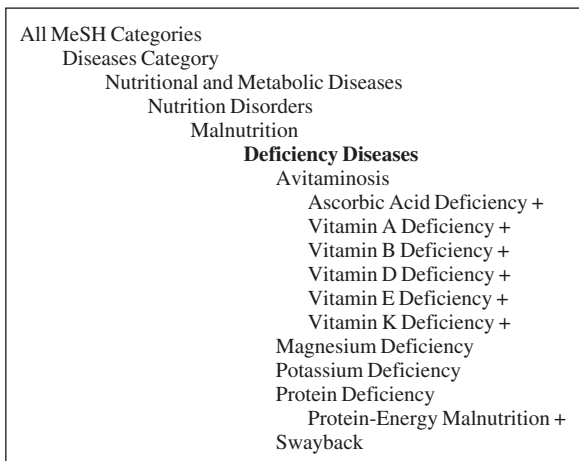 All MeSH Categories
Diseases Category
Nutritional and Metabolic Diseases
Nutrition Disorders
Malnutrition
Deficiency Diseases
Avitaminosis
Ascorbic Acid Deficiency +
Vitamin A Deficiency +
Vitamin B Deficiency +
Vitamin D Deficiency +
Vitamin E Deficiency +
Vitamin K Deficiency +
Magnesium Deficiency
Potassium Deficiency
Protein Deficiency
Protein-Energy Malnutrition +
Swayback